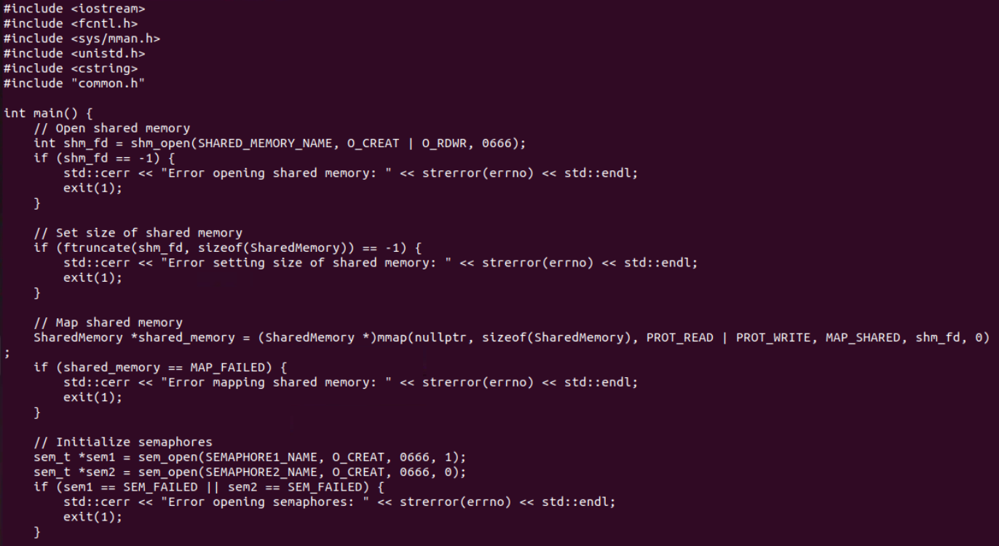 #include <iostream>
#include <fcntl.h>
#include <sys/mman.h>
#include <unistd.h>
#include <cstring>
#include "common.h"

int main() {
    // Open shared memory
    int shm_fd = shm_open(SHARED_MEMORY_NAME, O_CREAT | O_RDWR, 0666);
    if (shm_fd == -1) {
        std::cerr << "Error opening shared memory: " << strerror(errno) << std::endl;
        exit(1);
    }

    // Set size of shared memory
    if (ftruncate(shm_fd, sizeof(SharedMemory)) == -1) {
        std::cerr << "Error setting size of shared memory: " << strerror(errno) << std::endl;
        exit(1);
    }

    // Map shared memory
    SharedMemory *shared_memory = (SharedMemory *)mmap(nullptr, sizeof(SharedMemory), PROT_READ | PROT_WRITE, MAP_SHARED, shm_fd, 0)
;
    if (shared_memory == MAP_FAILED) {
        std::cerr << "Error mapping shared memory: " << strerror(errno) << std::endl;
        exit(1);
    }

    // Initialize semaphores
    sem_t *sem1 = sem_open(SEMAPHORE1_NAME, O_CREAT, 0666, 1);
    sem_t *sem2 = sem_open(SEMAPHORE2_NAME, O_CREAT, 0666, 0);
    if (sem1 == SEM_FAILED || sem2 == SEM_FAILED) {
        std::cerr << "Error opening semaphores: " << strerror(errno) << std::endl;
        exit(1);
    }